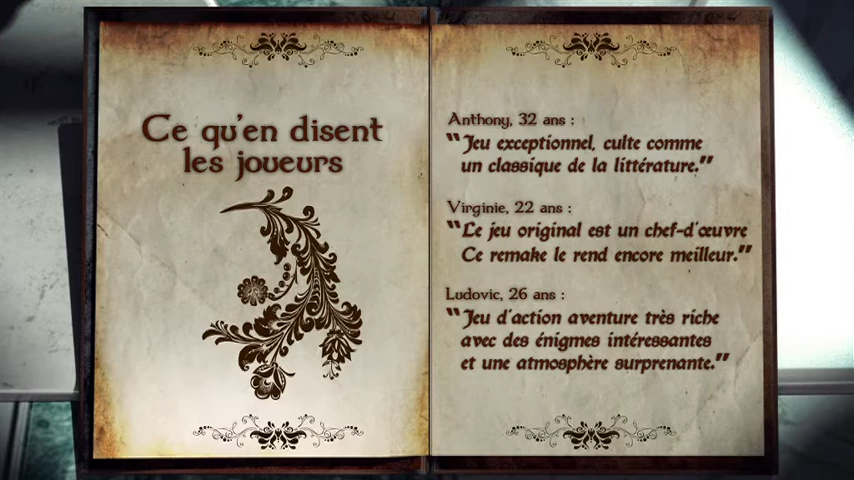 Ce qu'en disent
les joueurs
Anthony, 32 ans :
“Jeu exceptionnel, culte comme
un classique de la littérature.”
Virginie, 22 ans :
“Le jeu original est un chef-d'œuvre
Ce remake le rend encore meilleur.”
Ludovic, 26 ans :
“Jeu d'action aventure très riche
avec des énigmes intéressantes
et une atmosphère surprenante.”